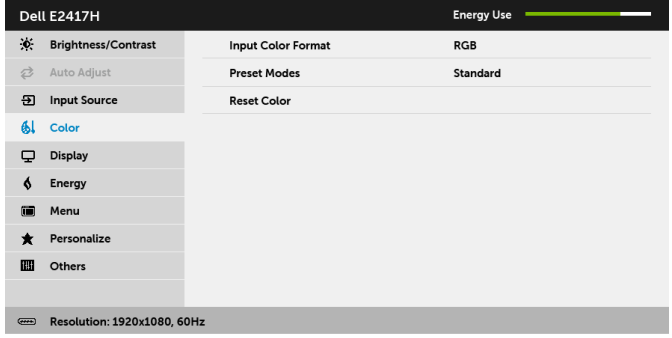 Dell E2417H Energy Use
Brightness/Contrast Input Color Format RGB
Auto Adjust Preset Modes Standard
Input Source Reset Color
Color
Display
Energy
Menu
Personalize
Others
Resolution: 1920x1080, 60Hz